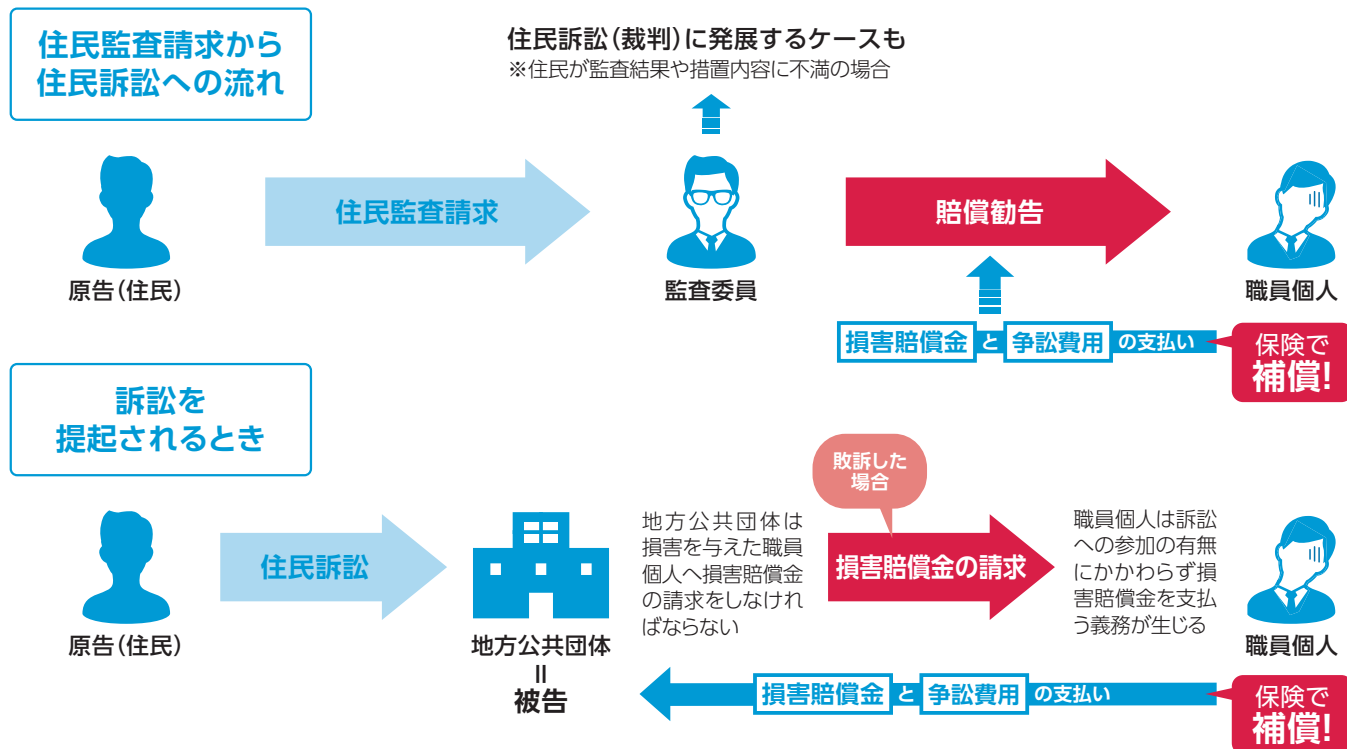 住民監査請求から
住民訴訟への流れ
住民訴訟（裁判）に発展するケースも
※住民が監査結果や措置内容に不満の場合
住民監査請求
賠償勧告
原告（住民）
監査委員
職員個人
損害賠償金 と 争訟費用 の支払い
保険で
補償!
訴訟を
提起されるとき
敗訴した
場合
住民訴訟
地方公共団体は
損害を与えた職員
個人へ損害賠償金
の請求をしなけれ
ばならない
損害賠償金の請求
職員個人は訴訟
への参加の有無
にかかわらず損
害賠償金を支払
う義務が生じる
原告（住民）
地方公共団体
=
被告
職員個人
損害賠償金 と 争訟費用 の支払い
保険で
補償!